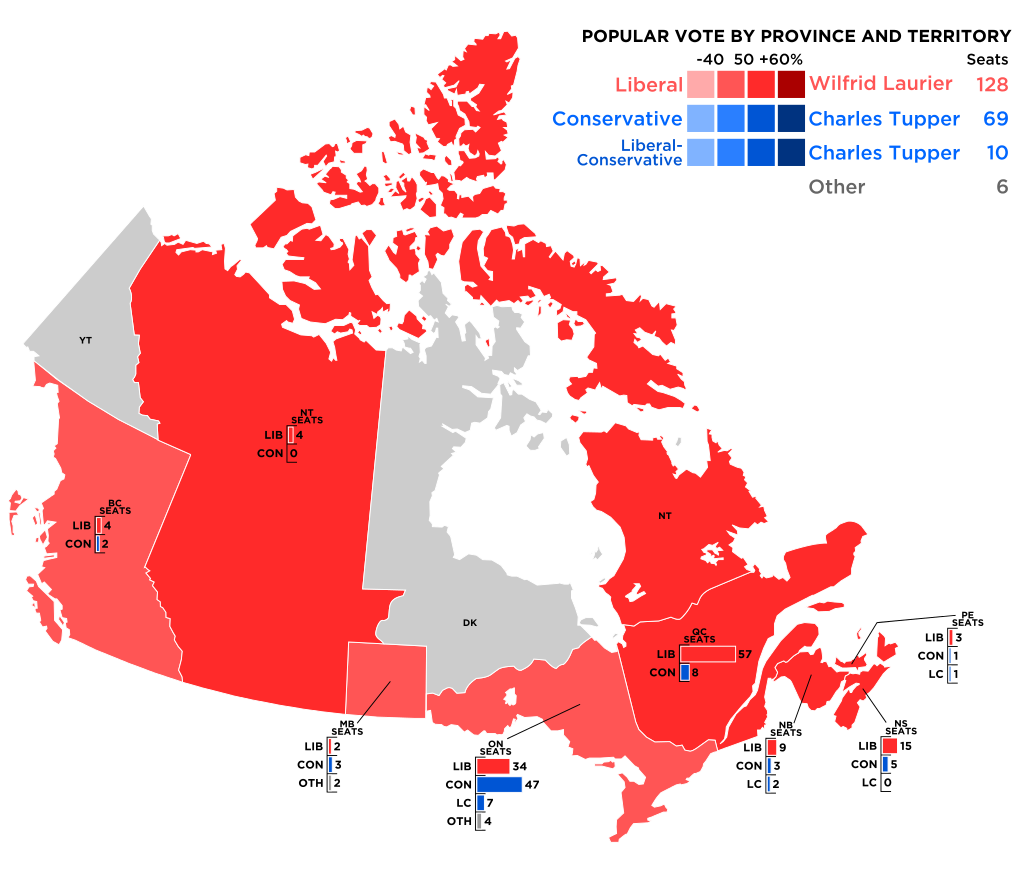 POPULAR VOTE BY PROVINCE AND TERRITORY
-40 50 +60% Seats
Liberal Wilfrid Laurier 128
Conservative Charles Tupper 69
Liberal-
Conservative Charles Tupper 10
Other 6
YT
NT
SEATS
LIB 4
CON 0
BC
SEATS
LIB 4
CON 2
NT
DK
QC
SEATS
LIB 57
CON 8
PE
SEATS
LIB 3
CON 1
LC 1
MB
SEATS
LIB 2
CON 3
OTH 2
ON
SEATS
LIB 34
CON 47
LC 7
OTH 4
NB
SEATS
LIB 9
CON 3
LC 2
NS
SEATS
LIB 15
CON 5
LC 0